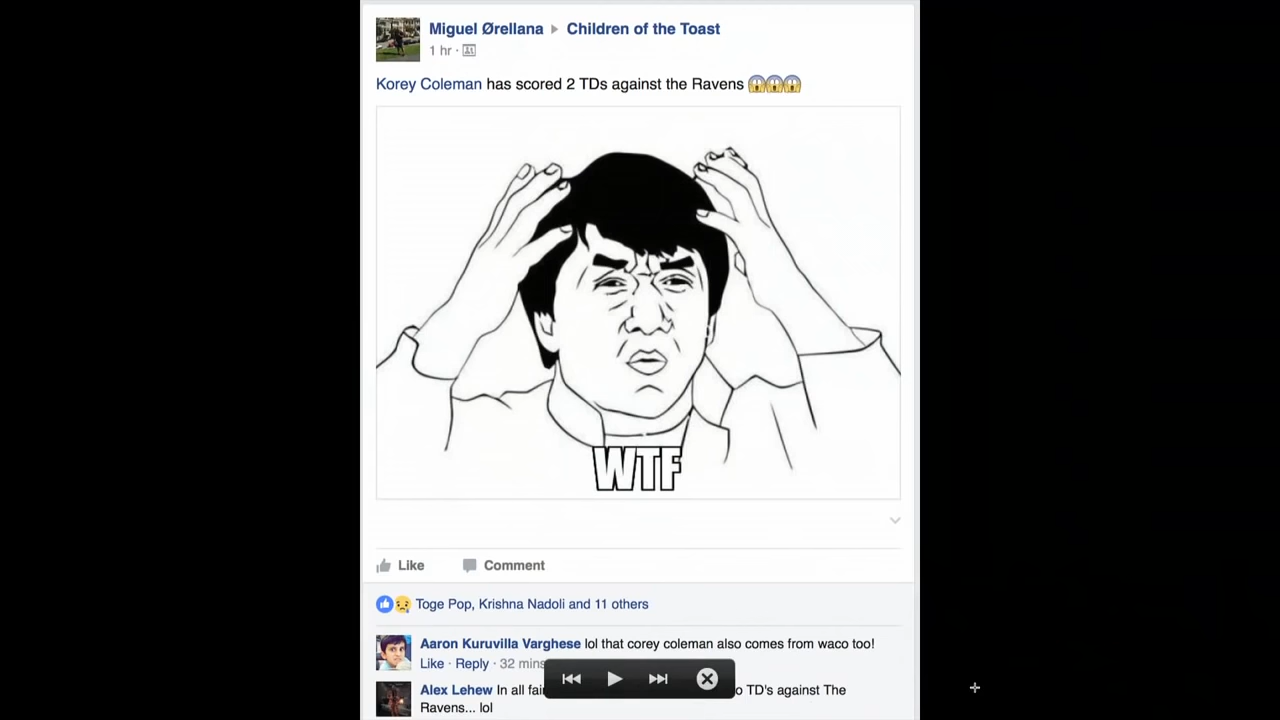 Miguel Ørellana ▸ Children of the Toast
1 hr ·
Korey Coleman has scored 2 TDs against the Ravens 😱😱😱
WTF
Like Comment
Toge Pop, Krishna Nadoli and 11 others
Aaron Kuruvilla Varghese lol that corey coleman also comes from waco too!
Like · Reply · 32 mins
Alex Lehew In all TD's against The
Ravens... lol